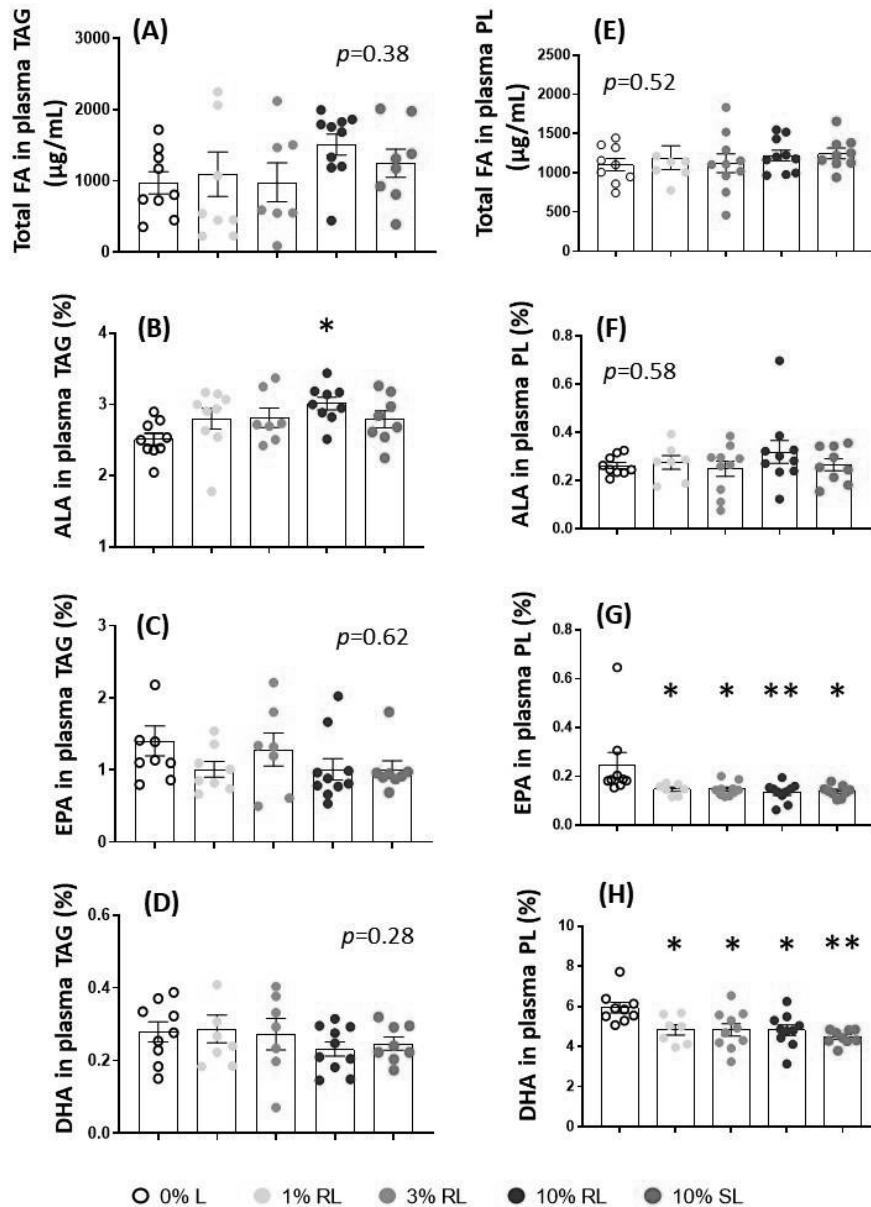 (A)
p=0.38
Total FA in plasma TAG
(µg/mL)
3000
2000
1000
0
(E)
p=0.52
Total FA in plasma PL
(µg/mL)
2500
2000
1500
1000
500
0
(B)
*
ALA in plasma TAG (%)
4
3
2
1
(F)
p=0.58
ALA in plasma PL (%)
0.8
0.6
0.4
0.2
0.0
(C)
p=0.62
EPA in plasma TAG (%)
3
2
1
0
(G)
* * ** *
EPA in plasma PL (%)
0.8
0.6
0.4
0.2
0.0
(D)
p=0.28
DHA in plasma TAG (%)
0.6
0.4
0.2
0.0
(H)
* * * **
DHA in plasma PL (%)
10
8
6
4
2
0
0% L 1% RL 3% RL 10% RL 10% SL